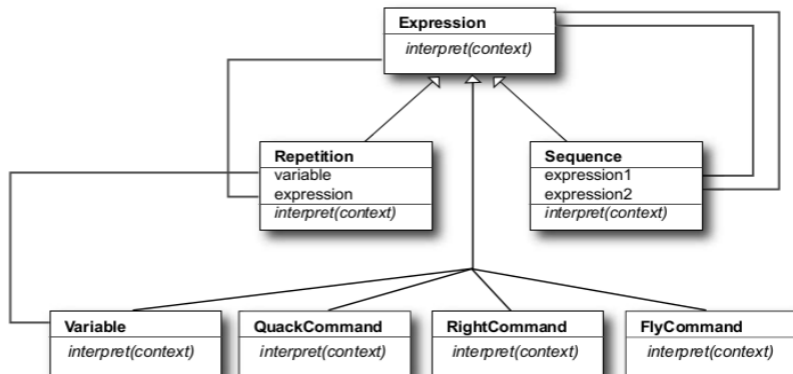 Expression
interpret(context)
Repetition
variable
expression
interpret(context)
Sequence
expression1
expression2
interpret(context)
Variable
interpret(context)
QuackCommand
interpret(context)
RightCommand
interpret(context)
FlyCommand
interpret(context)